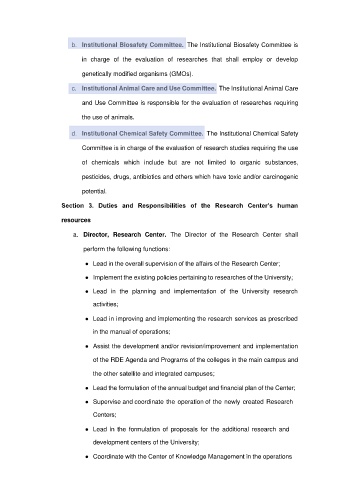 b. Institutional Biosafety Committee. The Institutional Biosafety Committee is
in charge of the evaluation of researches that shall employ or develop
genetically modified organisms (GMOs).
c. Institutional Animal Care and Use Committee. The Institutional Animal Care
and Use Committee is responsible for the evaluation of researches requiring
the use of animals.
d. Institutional Chemical Safety Committee. The Institutional Chemical Safety
Committee is in charge of the evaluation of research studies requiring the use
of chemicals which include but are not limited to organic substances,
pesticides, drugs, antibiotics and others which have toxic and/or carcinogenic
potential.
Section 3. Duties and Responsibilities of the Research Center's human
resources
a. Director, Research Center. The Director of the Research Center shall
perform the following functions:
● Lead in the overall supervision of the affairs of the Research Center;
● Implement the existing policies pertaining to researches of the University;
● Lead in the planning and implementation of the University research
activities;
● Lead in improving and implementing the research services as prescribed
in the manual of operations;
● Assist the development and/or revision/improvement and implementation
of the RDE Agenda and Programs of the colleges in the main campus and
the other satellite and integrated campuses;
● Lead the formulation of the annual budget and financial plan of the Center;
● Supervise and coordinate the operation of the newly created Research
Centers;
● Lead in the formulation of proposals for the additional research and
development centers of the University;
● Coordinate with the Center of Knowledge Management in the operations